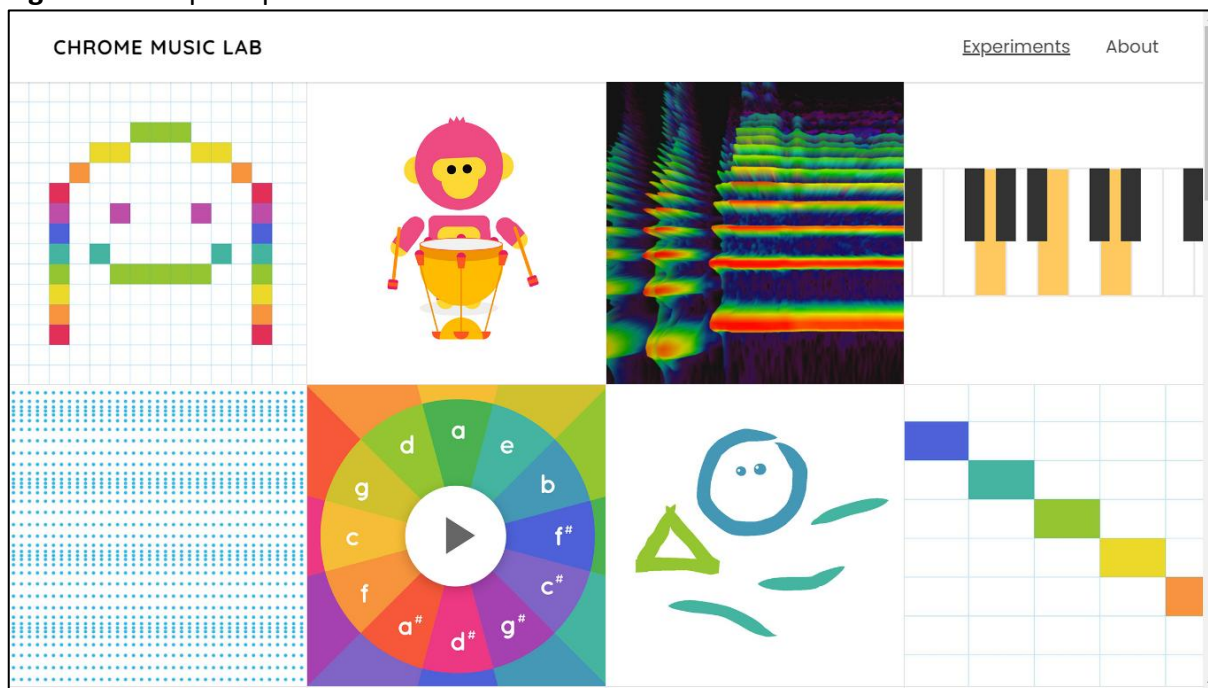 CHROME MUSIC LAB
Experiments About
a
d e
g b
c f#
f c#
a# g#
d#